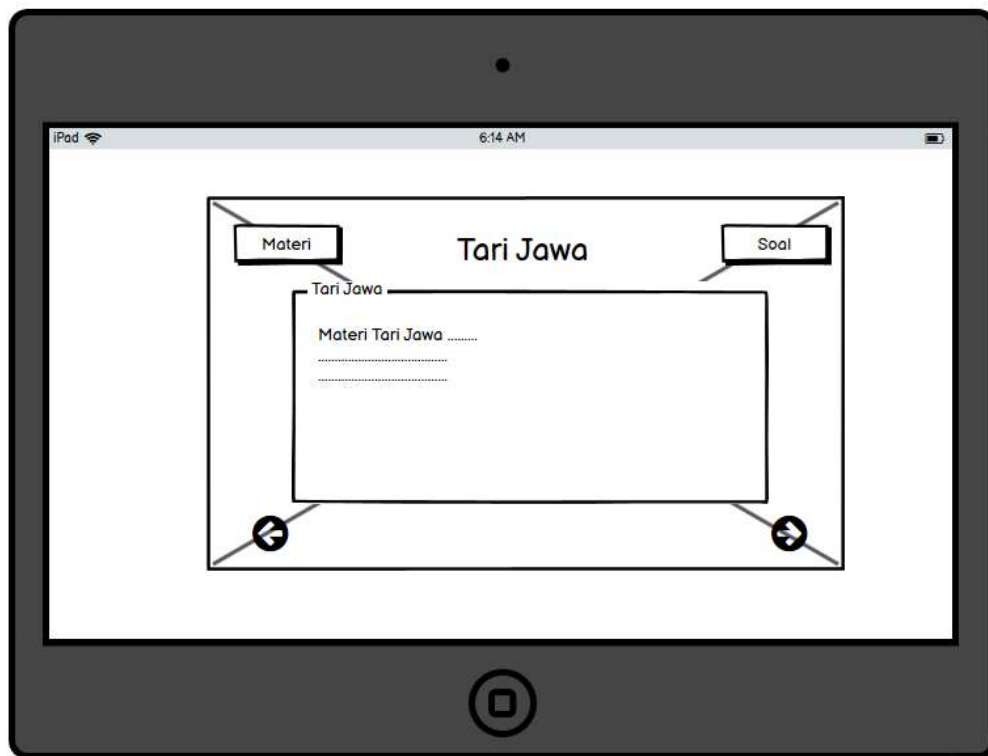 iPad 6:14 AM
Materi Tari Jawa Soal
Tari Jawa
Materi Tari Jawa .........
.......................................
.......................................